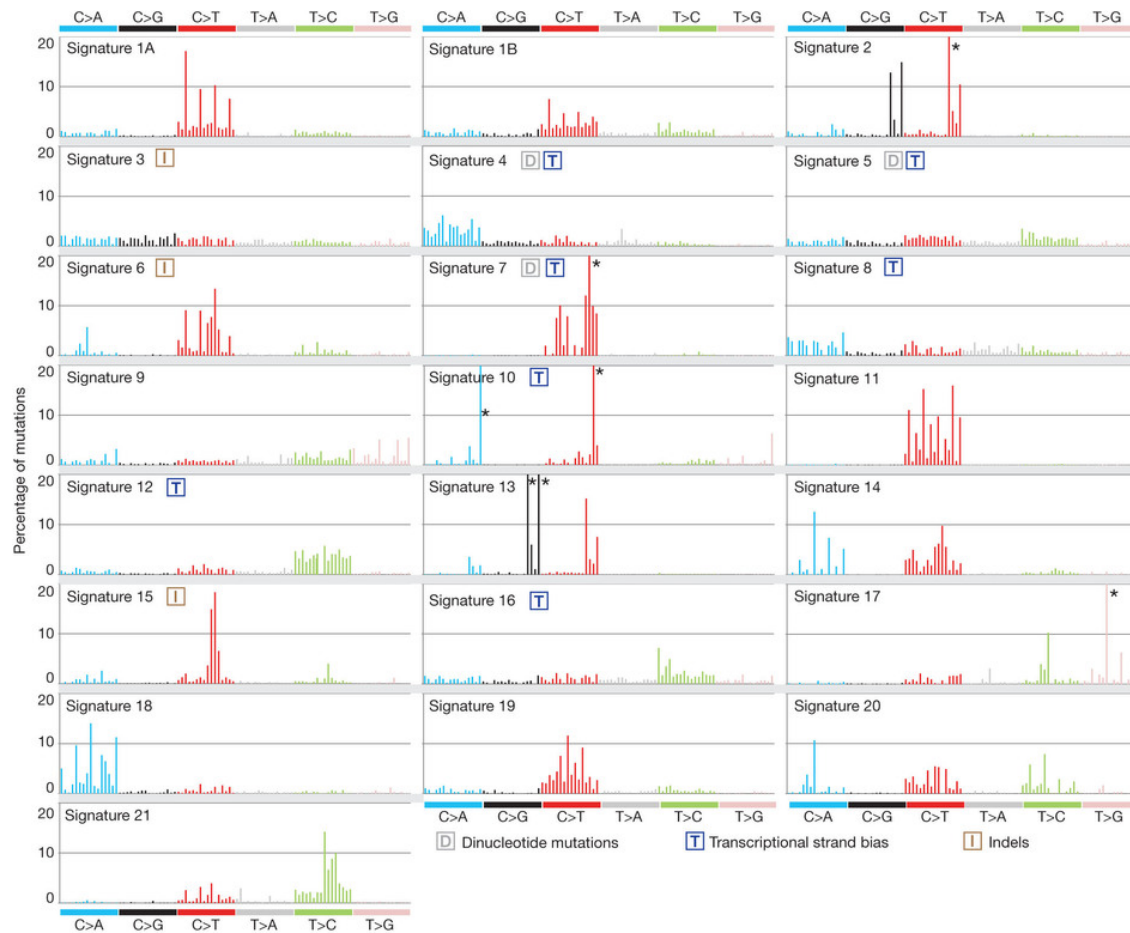 C>A C>G C>T T>A T>C T>G C>A C>G C>T T>A T>C T>G C>A C>G C>T T>A T>C T>G
20 Signature 1A Signature 1B Signature 2 *
10
0
20 Signature 3 I Signature 4 D T Signature 5 D T
10
0
20 Signature 6 I Signature 7 D T * Signature 8 T
10
0
20 Signature 9 Signature 10 T * Signature 11
10 *
0
20 Signature 12 T Signature 13 * * Signature 14
10
0
20 Signature 15 I Signature 16 T Signature 17 *
10
0
20 Signature 18 Signature 19 Signature 20
10
0
Percentage of mutations
20 Signature 21 C>A C>G C>T T>A T>C T>G C>A C>G C>T T>A T>C T>G
D Dinucleotide mutations T Transcriptional strand bias I Indels
10
0
C>A C>G C>T T>A T>C T>G